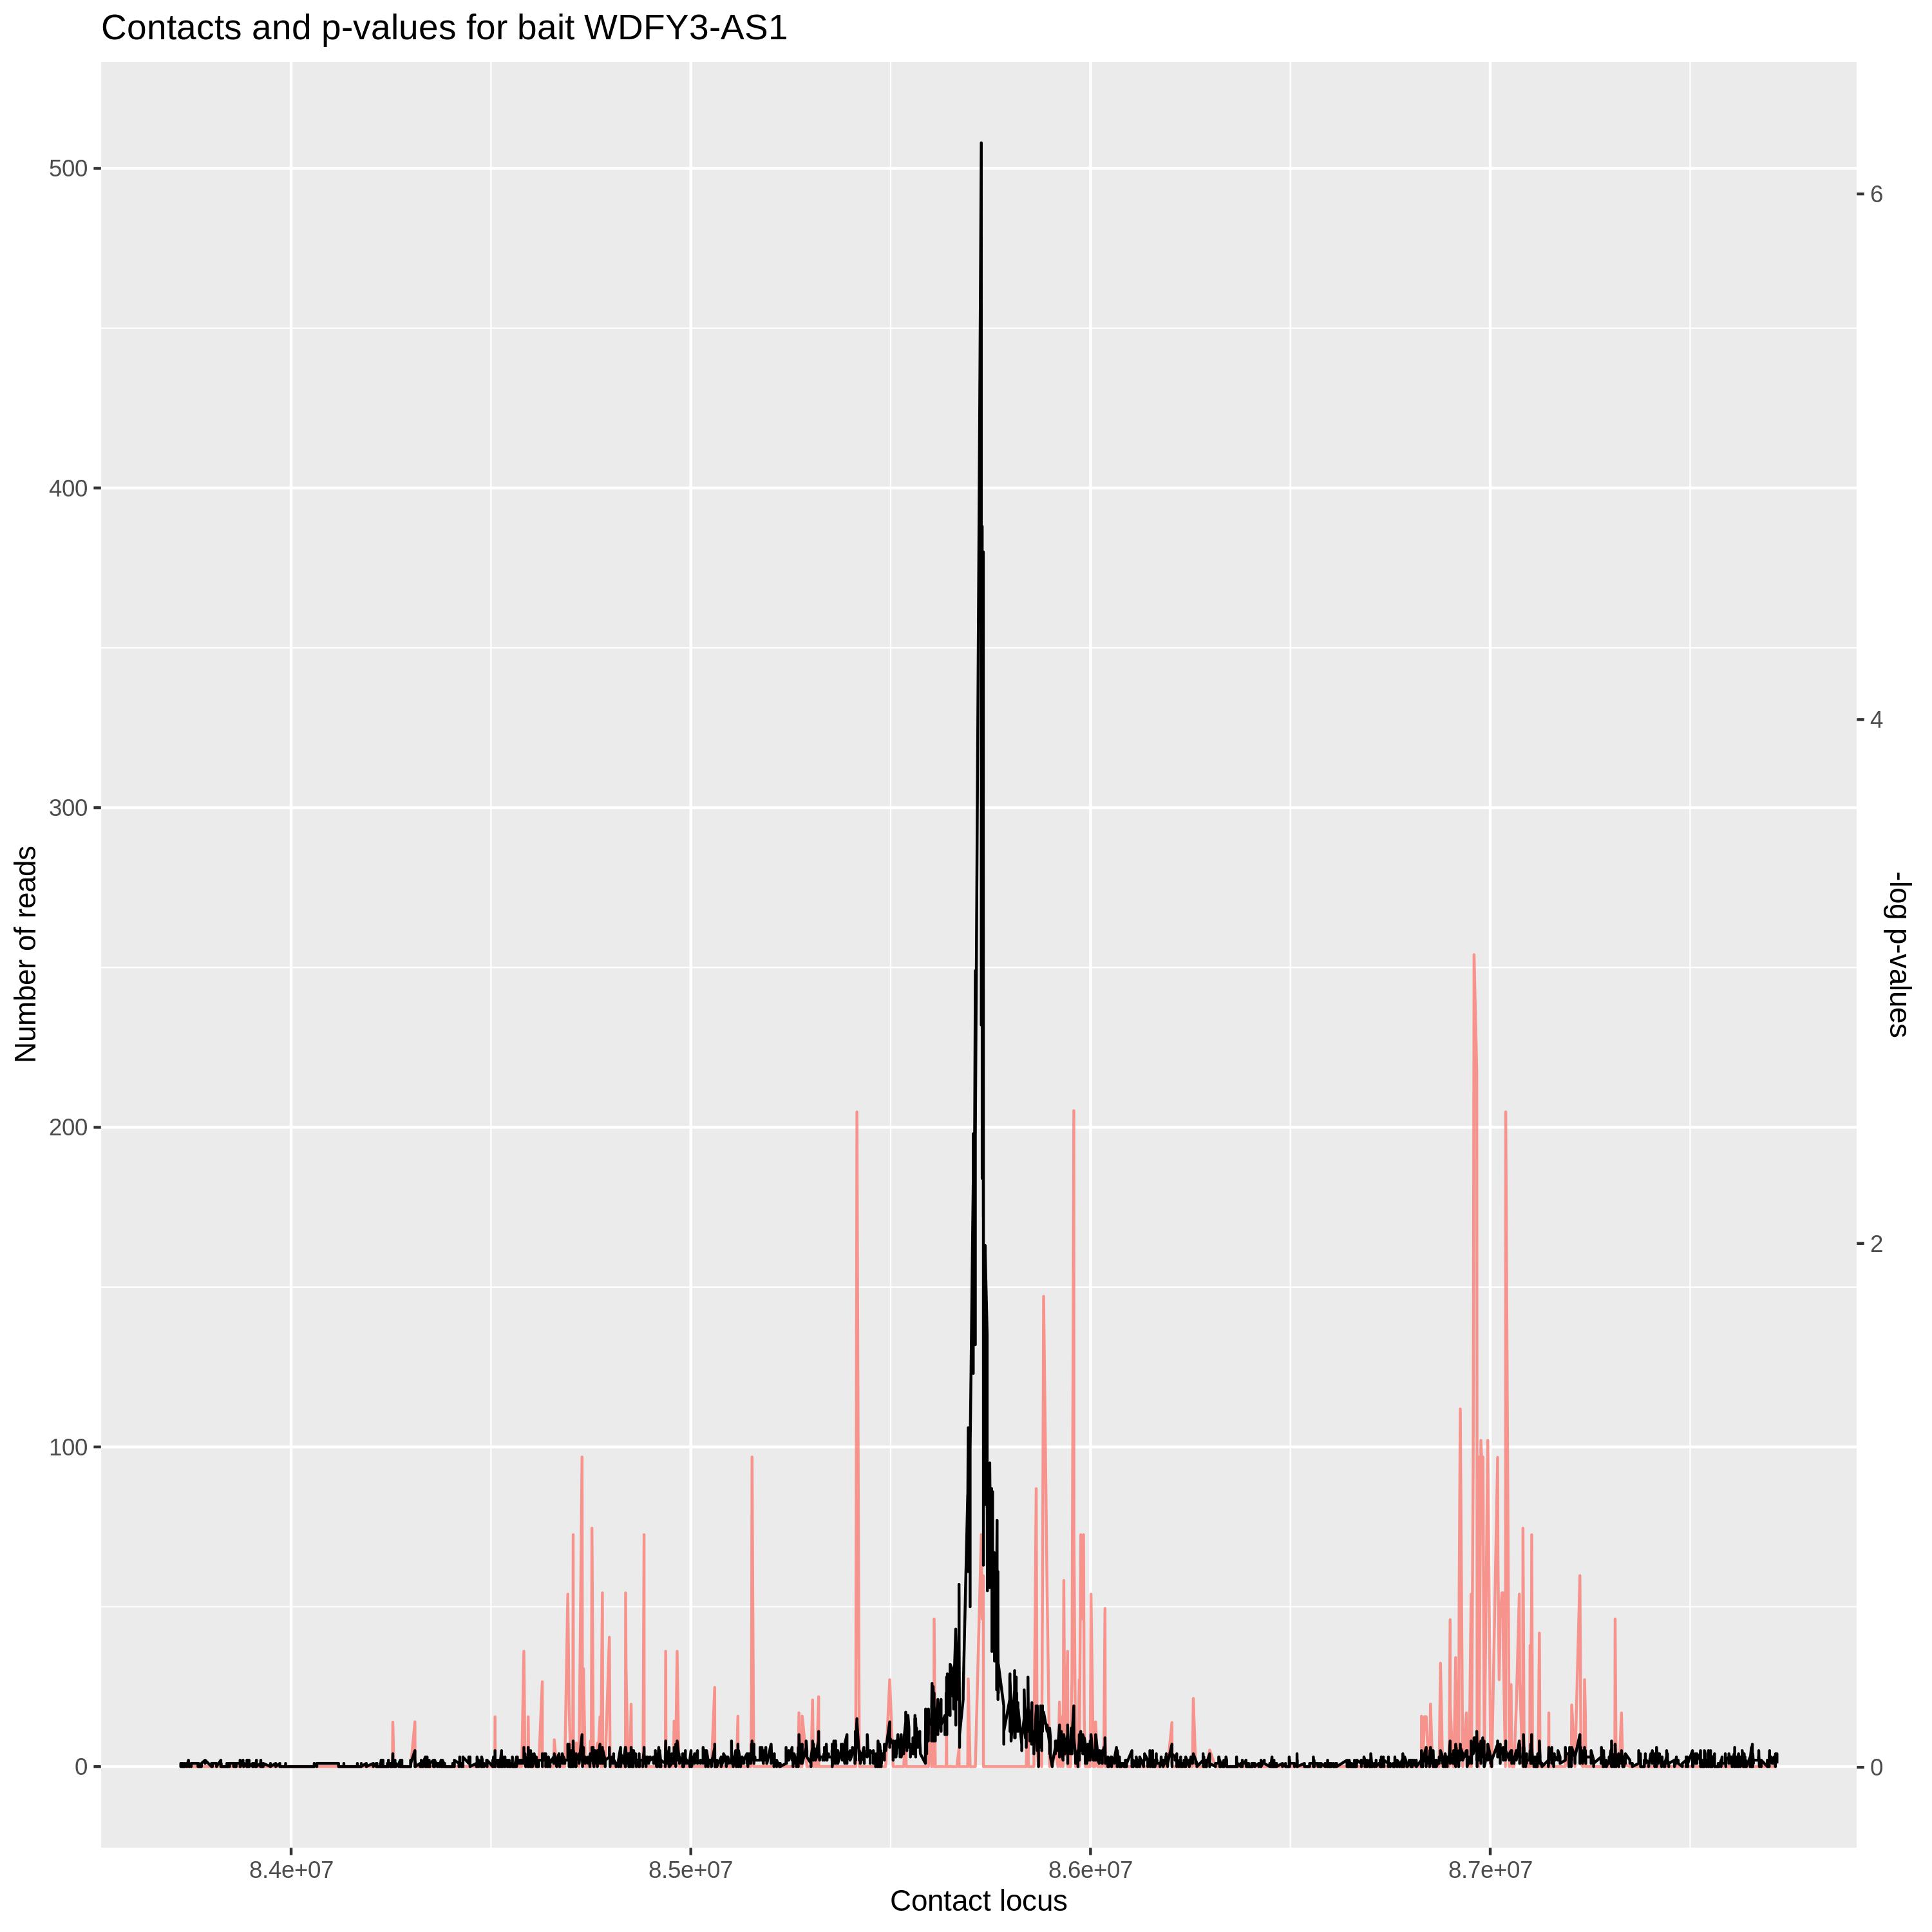 Contacts and p-values for bait WDFY3-AS1
500
400
300
200
100
0
Number of reads
6
4
2
0
-log p-values
8.4e+07 8.5e+07 8.6e+07 8.7e+07
Contact locus